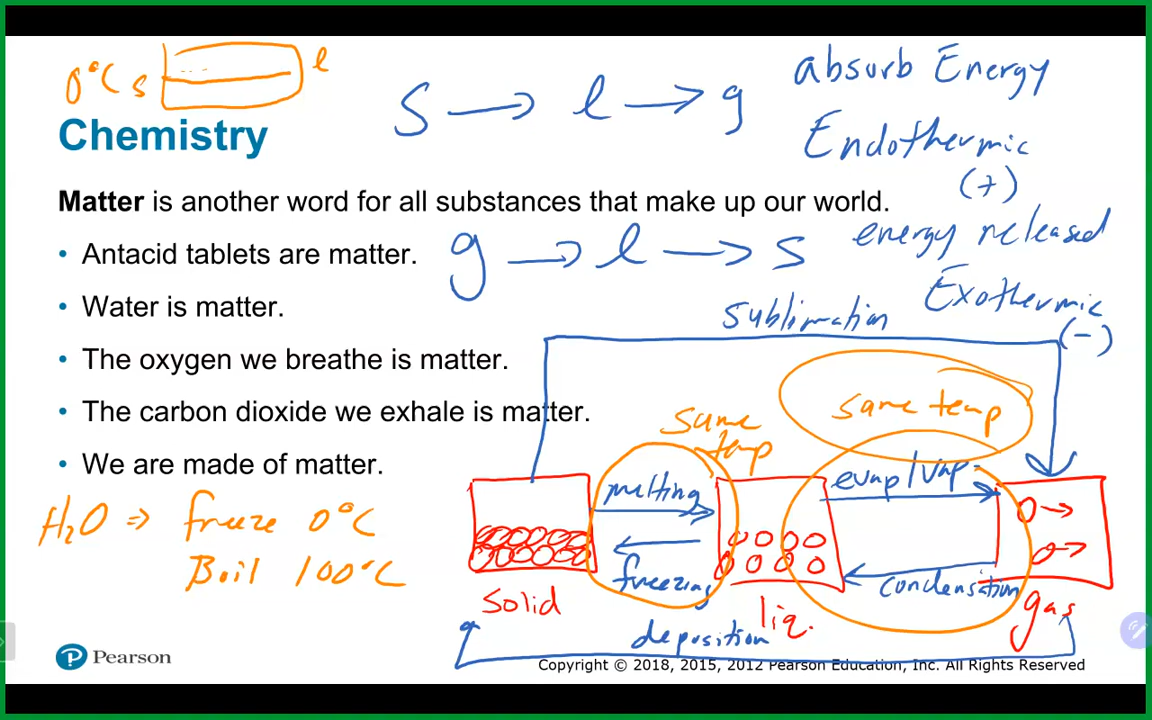 0°C s l
s → l → g
absorb Energy
Endothermic
(+)
Chemistry
Matter is another word for all substances that make up our world.
• Antacid tablets are matter.
g → l → s
energy released
Exothermic
(-)
• Water is matter.
sublimation
• The oxygen we breathe is matter.
• The carbon dioxide we exhale is matter.
same temp
same temp
• We are made of matter.
melting
evap/vap
H2O ⇒ freeze 0°C
Boil 100°C
freezing
condensation
solid
liq.
gas
deposition
P Pearson
Copyright © 2018, 2015, 2012 Pearson Education, Inc. All Rights Reserved